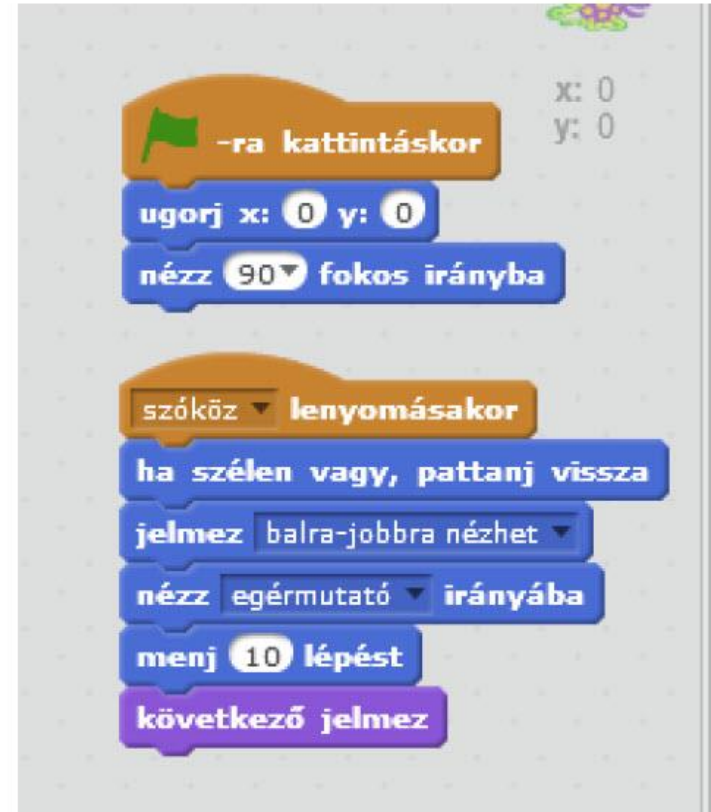 x: 0
y: 0
-ra kattintáskor
ugorj x: 0 y: 0
nézz 90 fokos irányba
szóköz lenyomásakor
ha szélen vagy, pattanj vissza
jelmez balra-jobbra nézhet
nézz egérmutató irányába
menj 10 lépést
következő jelmez